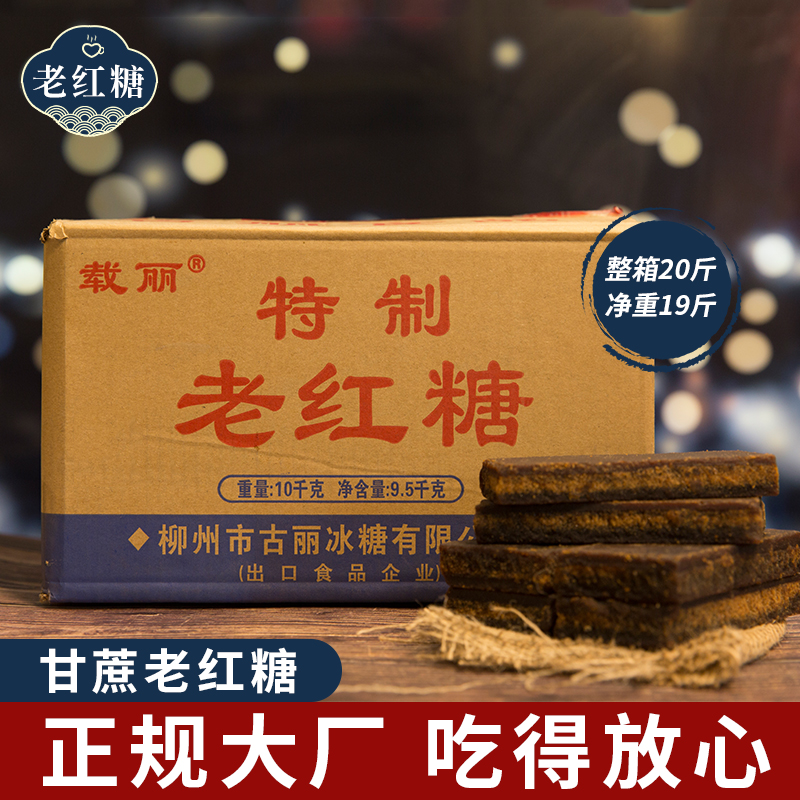 老红糖
载丽®
特制
老红糖
重量:10千克 净含量:9.5千克
柳州市古丽冰糖有限
(出口食品企业)
整箱20斤
净重19斤
甘蔗老红糖
正规大厂 吃得放心